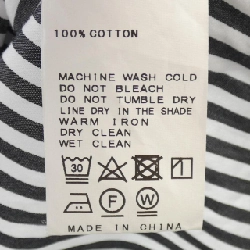 100% COTTON
MACHINE WASH COLD
DO NOT BLEACH
DO NOT TUMBLE DRY
LINE DRY IN THE SHADE
WARM IRON
DRY CLEAN
WET CLEAN
30
F W
MADE IN CHINA